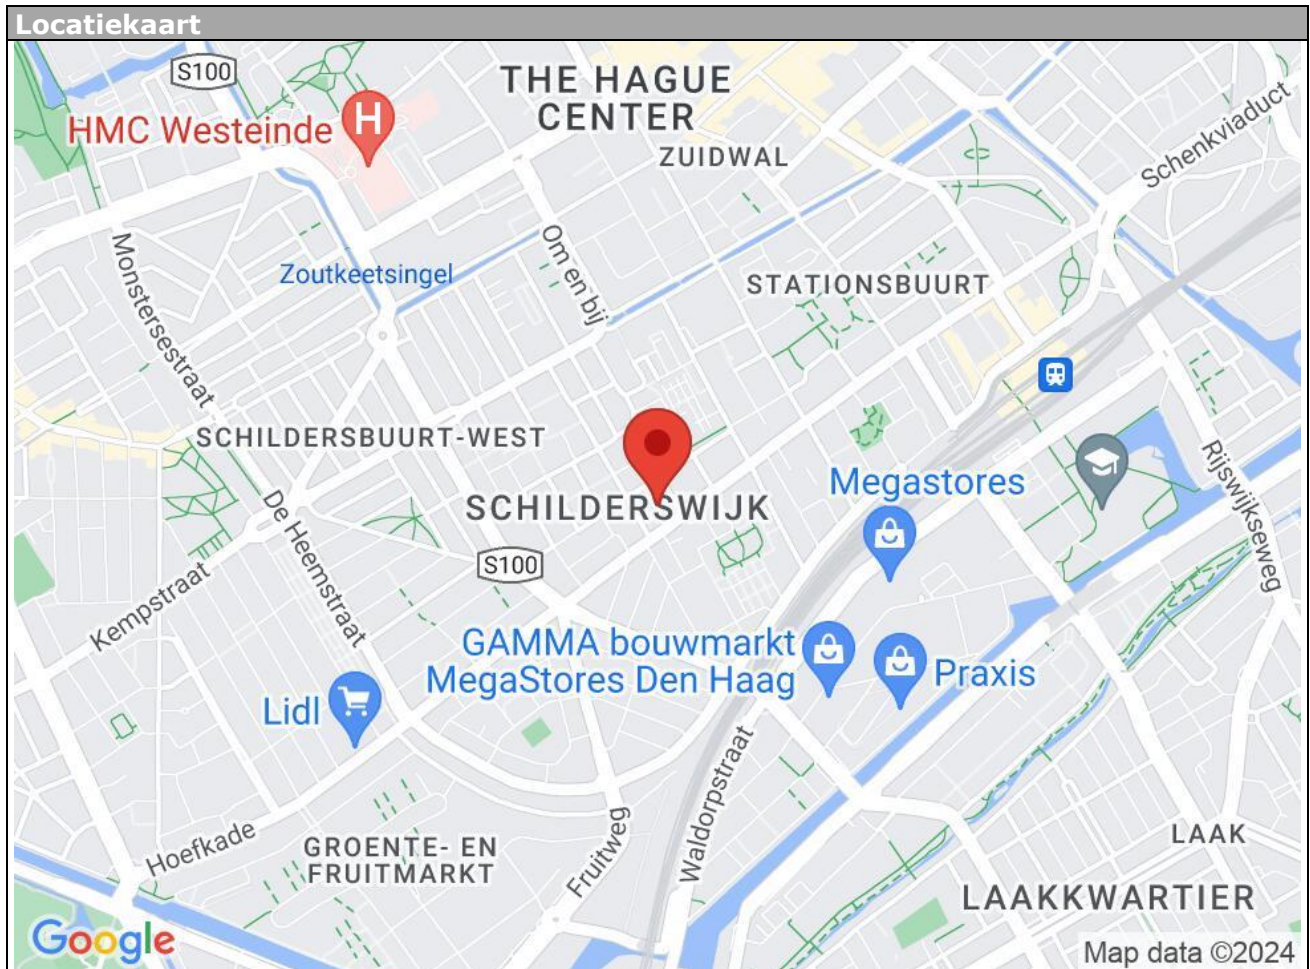 Locatiekaart
S100
THE HAGUE
CENTER
HMC Westeinde
H
ZUIDWAL
Schenkviaduct
Monstersestraat
Zoutkeetsingel
Om en bij
STATIONSBUURT
SCHILDERSBUURT-WEST
SCHILDERSWIJK
Megastores
Rijswijkseweg
De Heemstraat
S100
Kempstraat
GAMMA bouwmarkt
MegaStores Den Haag
Praxis
Lidl
Waldorpstraat
Hoefkade
GROENTE- EN
FRUITMARKT
Fruitweg
LAAK
LAAKKWARTIER
Google
Map data ©2024